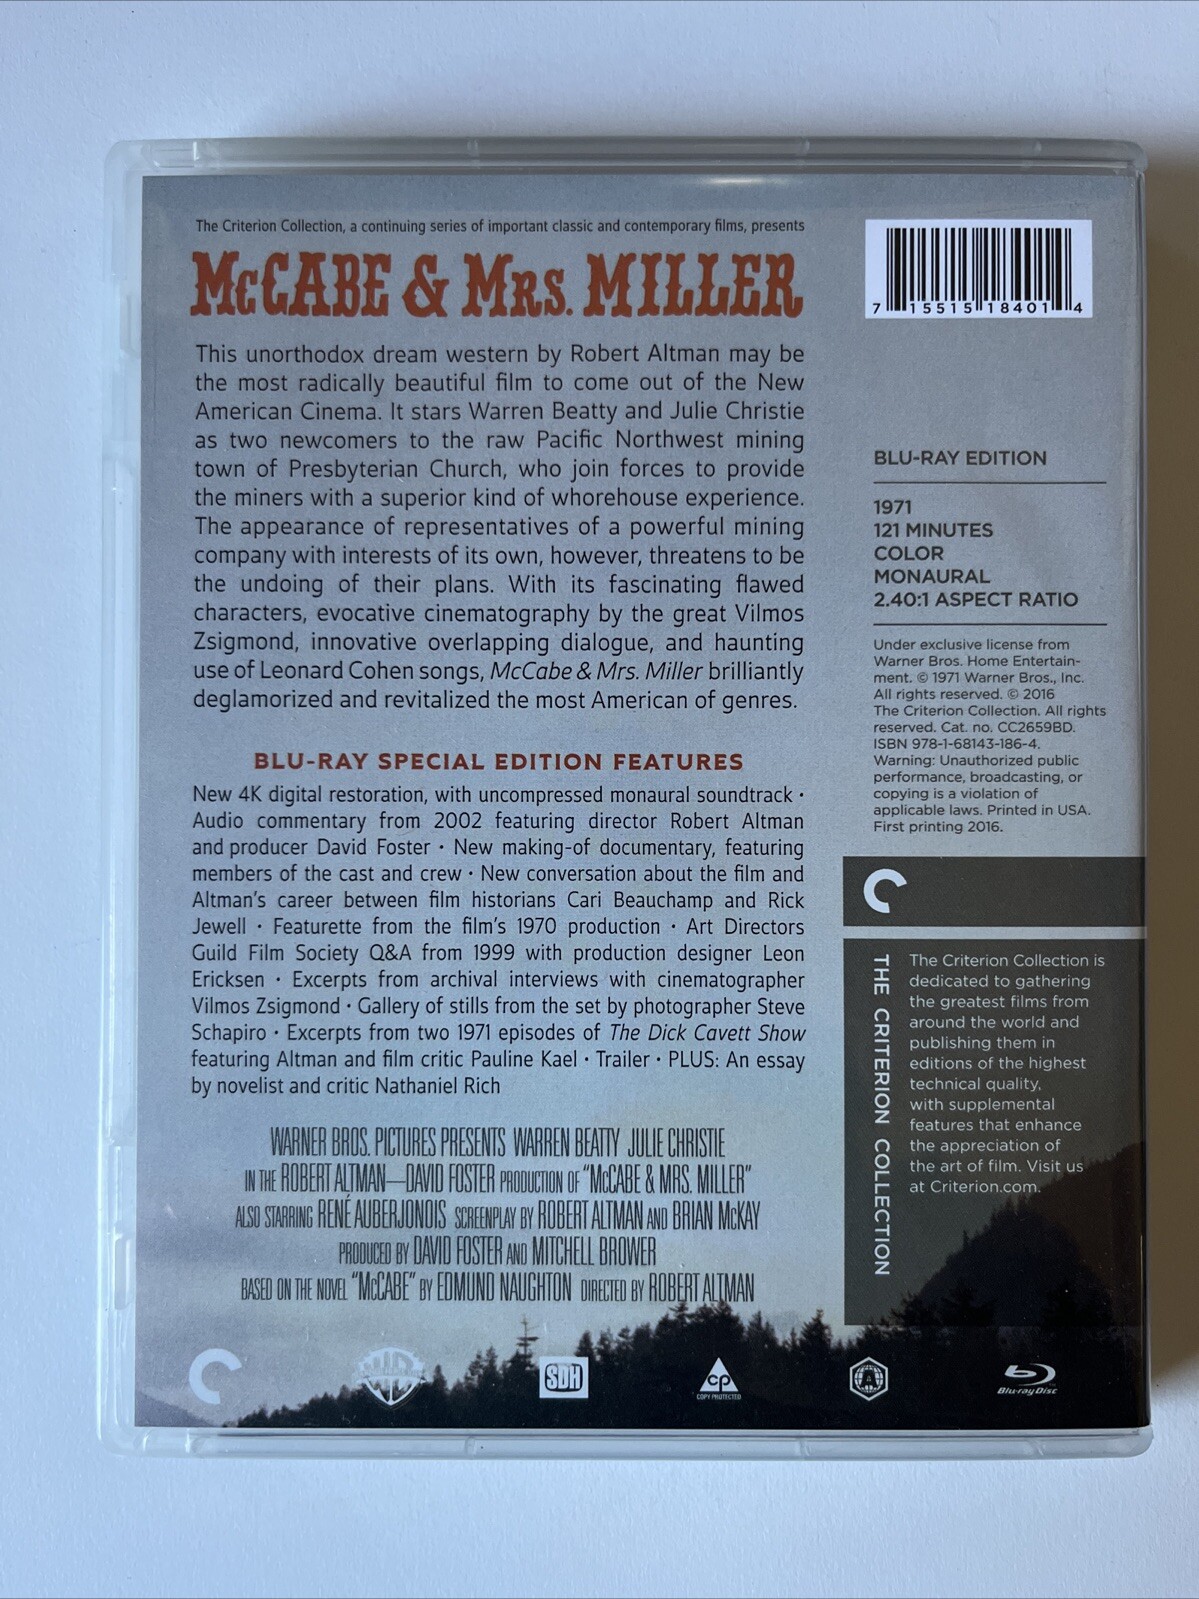 The Criterion Collection, a continuing series of important classic and contemporary films, presents
McCABE & MRS. MILLER
This unorthodox dream western by Robert Altman may be
the most radically beautiful film to come out of the New
American Cinema. It stars Warren Beatty and Julie Christie
as two newcomers to the raw Pacific Northwest mining
town of Presbyterian Church, who join forces to provide
the miners with a superior kind of whorehouse experience.
The appearance of representatives of a powerful mining
company with interests of its own, however, threatens to be
the undoing of their plans. With its fascinating flawed
characters, evocative cinematography by the great Vilmos
Zsigmond, innovative overlapping dialogue, and haunting
use of Leonard Cohen songs, McCabe & Mrs. Miller brilliantly
deglamorized and revitalized the most American of genres.
BLU-RAY SPECIAL EDITION FEATURES
New 4K digital restoration, with uncompressed monaural soundtrack •
Audio commentary from 2002 featuring director Robert Altman
and producer David Foster • New making-of documentary, featuring
members of the cast and crew • New conversation about the film and
Altman's career between film historians Cari Beauchamp and Rick
Jewell • Featurette from the film's 1970 production • Art Directors
Guild Film Society Q&A from 1999 with production designer Leon
Ericksen • Excerpts from archival interviews with cinematographer
Vilmos Zsigmond • Gallery of stills from the set by photographer Steve
Schapiro • Excerpts from two 1971 episodes of The Dick Cavett Show
featuring Altman and film critic Pauline Kael • Trailer • PLUS: An essay
by novelist and critic Nathaniel Rich
WARNER BROS. PICTURES PRESENTS WARREN BEATTY JULIE CHRISTIE
IN THE ROBERT ALTMAN—DAVID FOSTER PRODUCTION OF "McCABE & MRS. MILLER"
ALSO STARRING RENÉ AUBERJONOIS SCREENPLAY BY ROBERT ALTMAN AND BRIAN McKAY
PRODUCED BY DAVID FOSTER AND MITCHELL BROWER
BASED ON THE NOVEL "McCABE" BY EDMUND NAUGHTON DIRECTED BY ROBERT ALTMAN
7 15515 18401 4
BLU-RAY EDITION
1971
121 MINUTES
COLOR
MONAURAL
2.40:1 ASPECT RATIO
Under exclusive license from
Warner Bros. Home Entertain-
ment. © 1971 Warner Bros., Inc.
All rights reserved. © 2016
The Criterion Collection. All rights
reserved. Cat. no. CC2659BD.
ISBN 978-1-68143-186-4.
Warning: Unauthorized public
performance, broadcasting, or
copying is a violation of
applicable laws. Printed in USA.
First printing 2016.
THE CRITERION COLLECTION
The Criterion Collection is
dedicated to gathering
the greatest films from
around the world and
publishing them in
editions of the highest
technical quality,
with supplemental
features that enhance
the appreciation of
the art of film. Visit us
at Criterion.com.
WB
SDH
CP
COPY PROTECTED
A
Blu-ray Disc